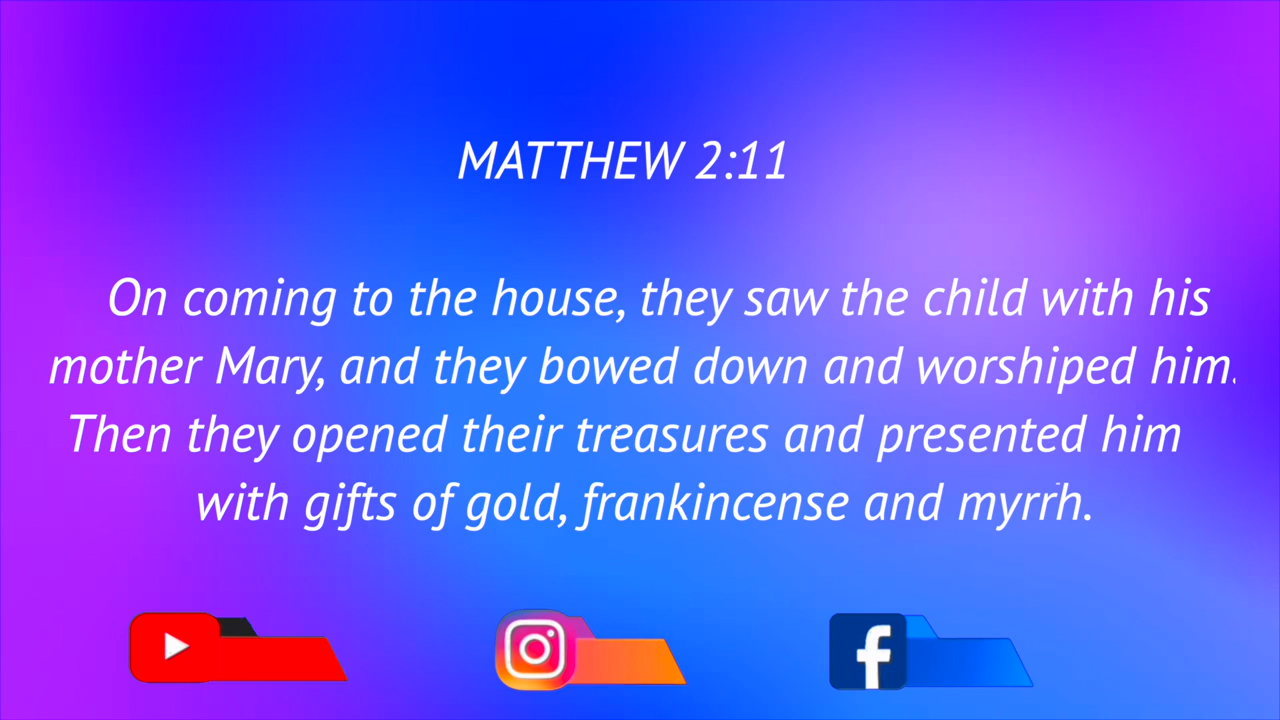 MATTHEW 2:11
On coming to the house, they saw the child with his
mother Mary, and they bowed down and worshiped him.
Then they opened their treasures and presented him
with gifts of gold, frankincense and myrrh.